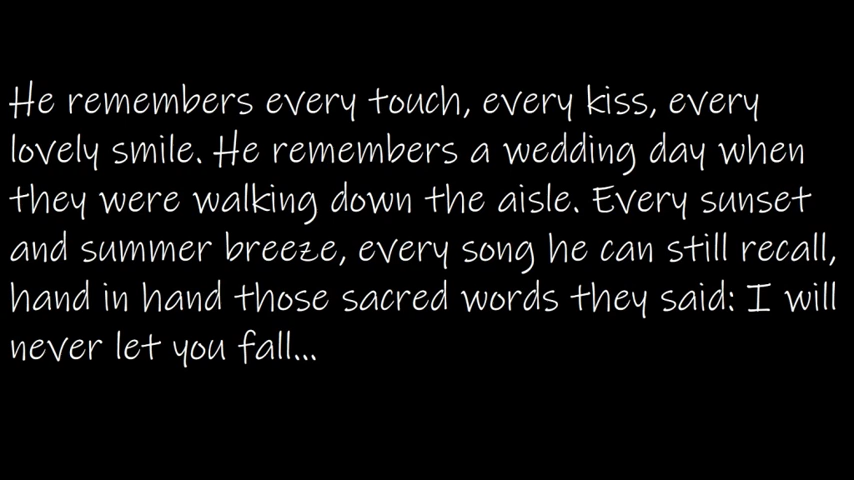 He remembers every touch, every kiss, every
lovely smile. He remembers a wedding day when
they were walking down the aisle. Every sunset
and summer breeze, every song he can still recall,
hand in hand those sacred words they said: I will
never let you fall...